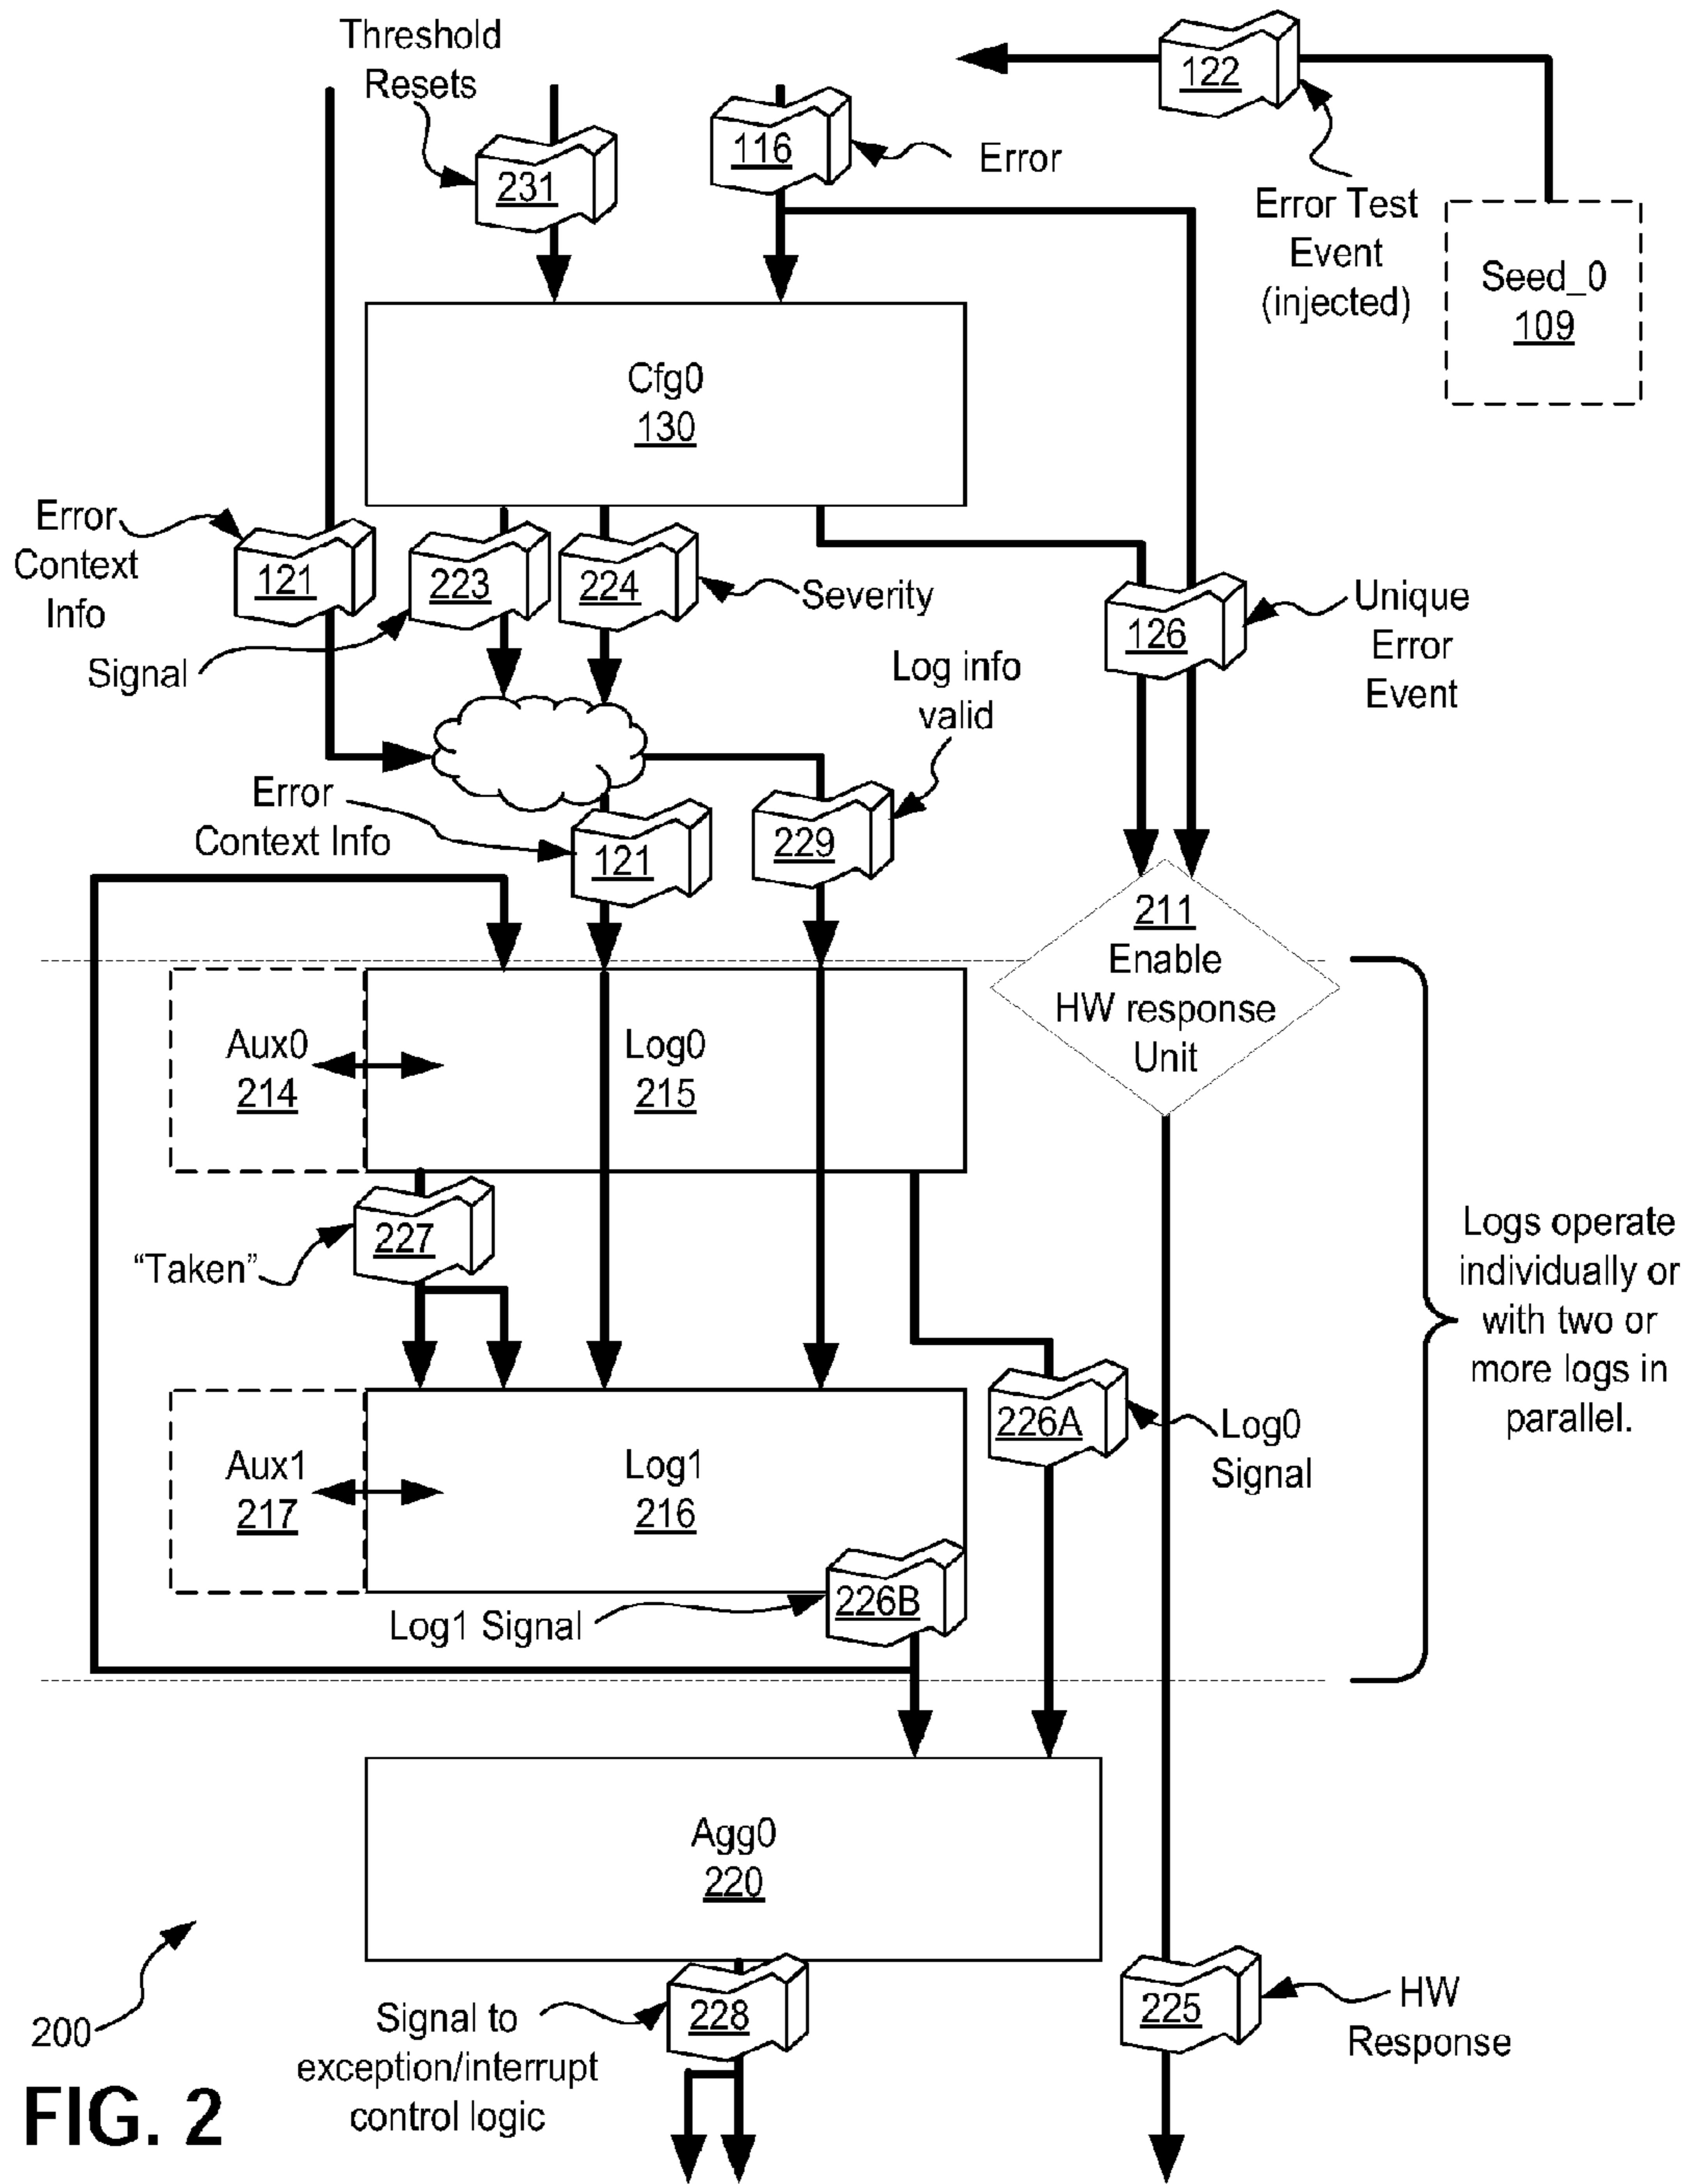 Threshold
Resets
231
116
Error
122
Error Test
Event
(injected)
Seed_0
109
Cfg0
130
Error
Context
Info
121
223
224
Severity
Signal
126
Unique
Error
Event
Log info
valid
Error
Context Info
121
229
211
Enable
HW response
Unit
Aux0
214
Log0
215
“Taken”
227
Logs operate
individually or
with two or
more logs in
parallel.
Aux1
217
Log1
216
226A
Log0
Signal
226B
Log1 Signal
Agg0
220
200
Signal to
exception/interrupt
control logic
228
225
HW
Response
FIG. 2